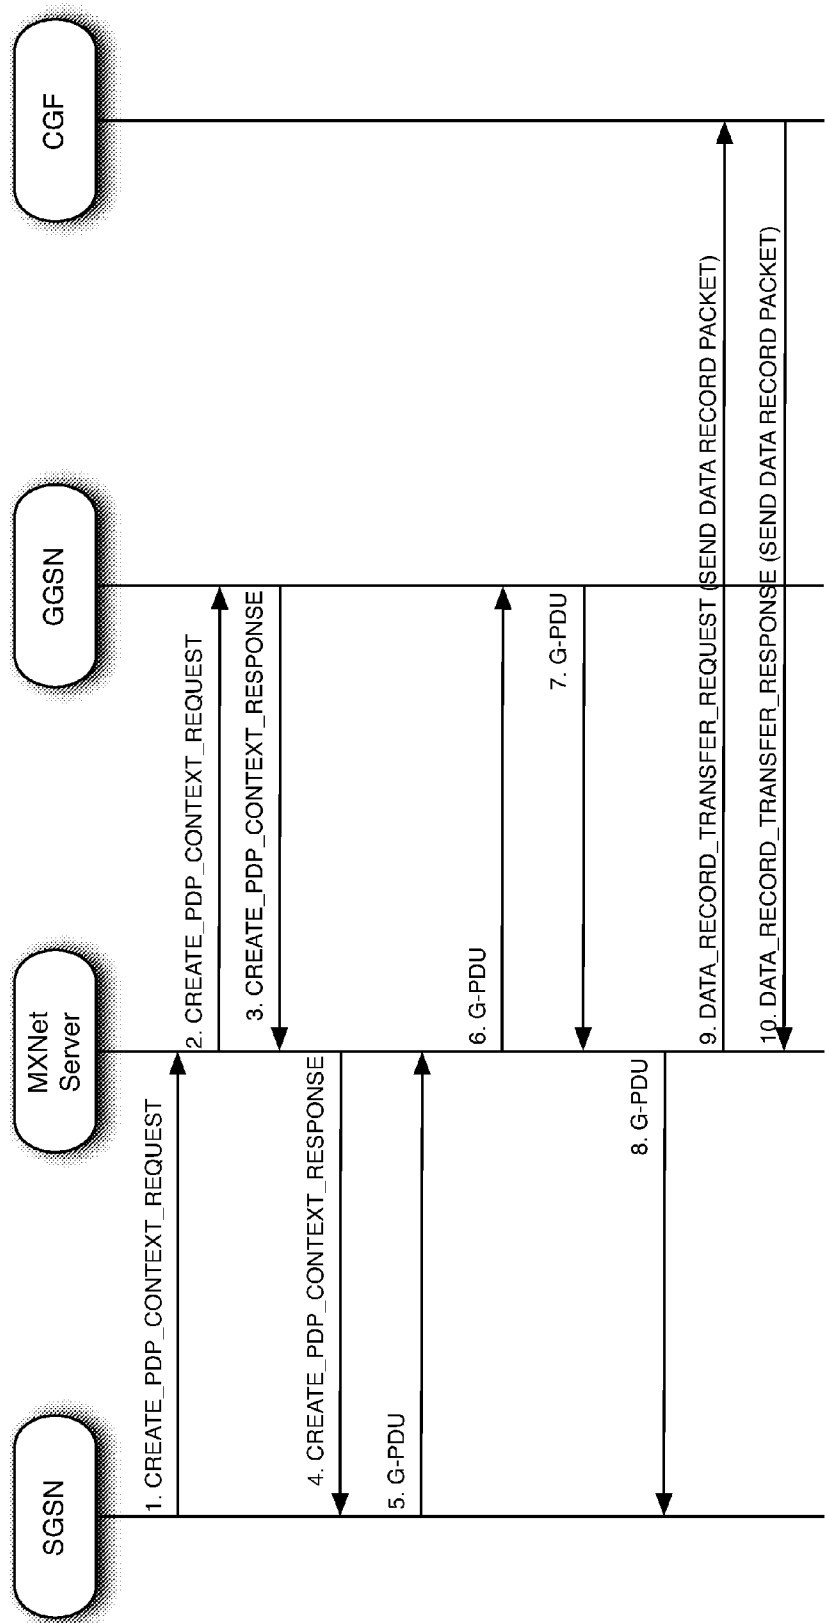 SGSN
MXNet
Server
GGSN
CGF
1. CREATE_PDP_CONTEXT_REQUEST
2. CREATE_PDP_CONTEXT_REQUEST
3. CREATE_PDP_CONTEXT_RESPONSE
4. CREATE_PDP_CONTEXT_RESPONSE
5. G-PDU
6. G-PDU
7. G-PDU
8. G-PDU
9. DATA_RECORD_TRANSFER_REQUEST (SEND DATA RECORD PACKET)
10. DATA_RECORD_TRANSFER_RESPONSE (SEND DATA RECORD PACKET)